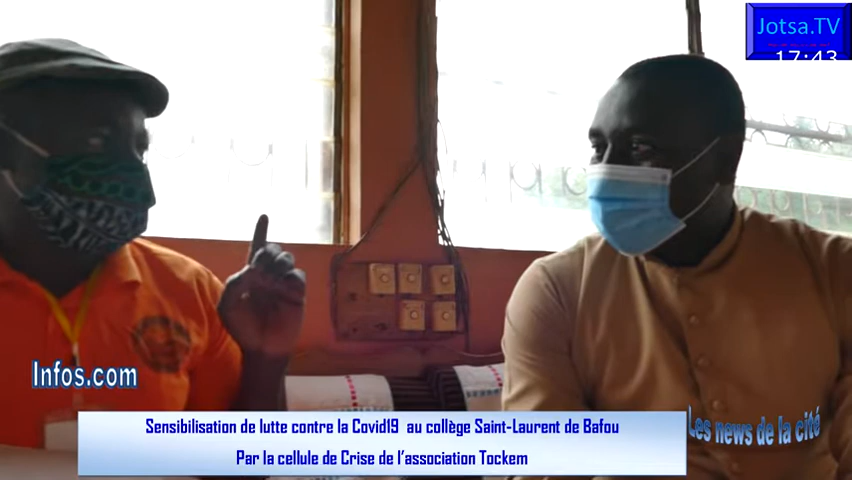 Jotsa.TV
17:43
Infos.com
Sensibilisation de lutte contre la Covid19 au collège Saint-Laurent de Bafou
Par la cellule de Crise de l'association Tockem
Les news de la cité